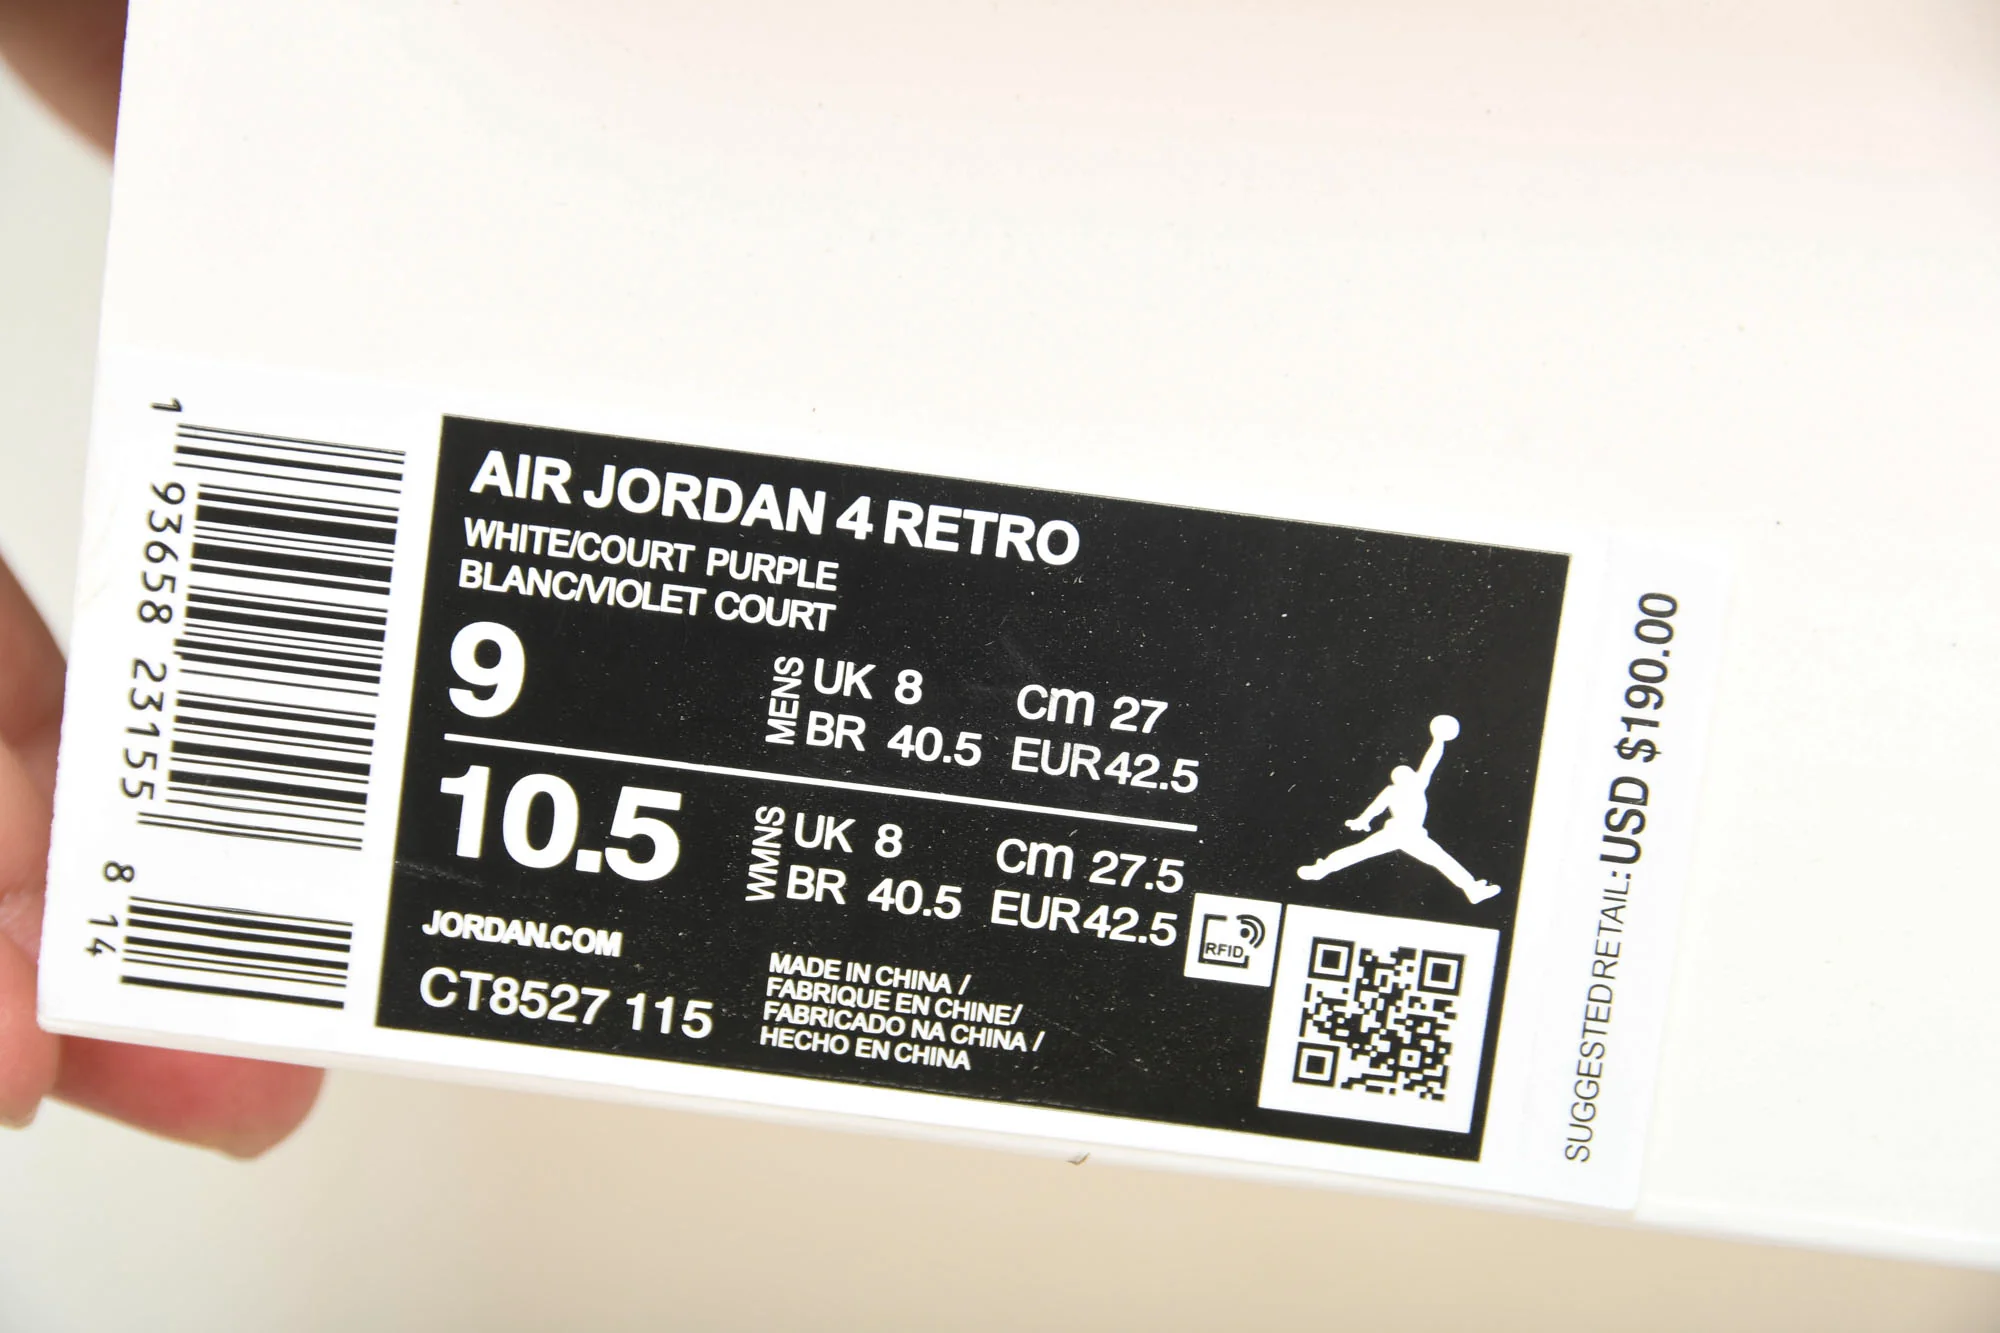 1 93658 23155 8 14
AIR JORDAN 4 RETRO
WHITE/COURT PURPLE
BLANC/VIOLET COURT
9
MENS
UK 8 cm 27
BR 40.5 EUR 42.5
10.5
WMNS
UK 8 cm 27.5
BR 40.5 EUR 42.5
JORDAN.COM
CT8527 115
MADE IN CHINA /
FABRIQUE EN CHINE/
FABRICADO NA CHINA /
HECHO EN CHINA
RFID
SUGGESTED RETAIL: USD $190.00